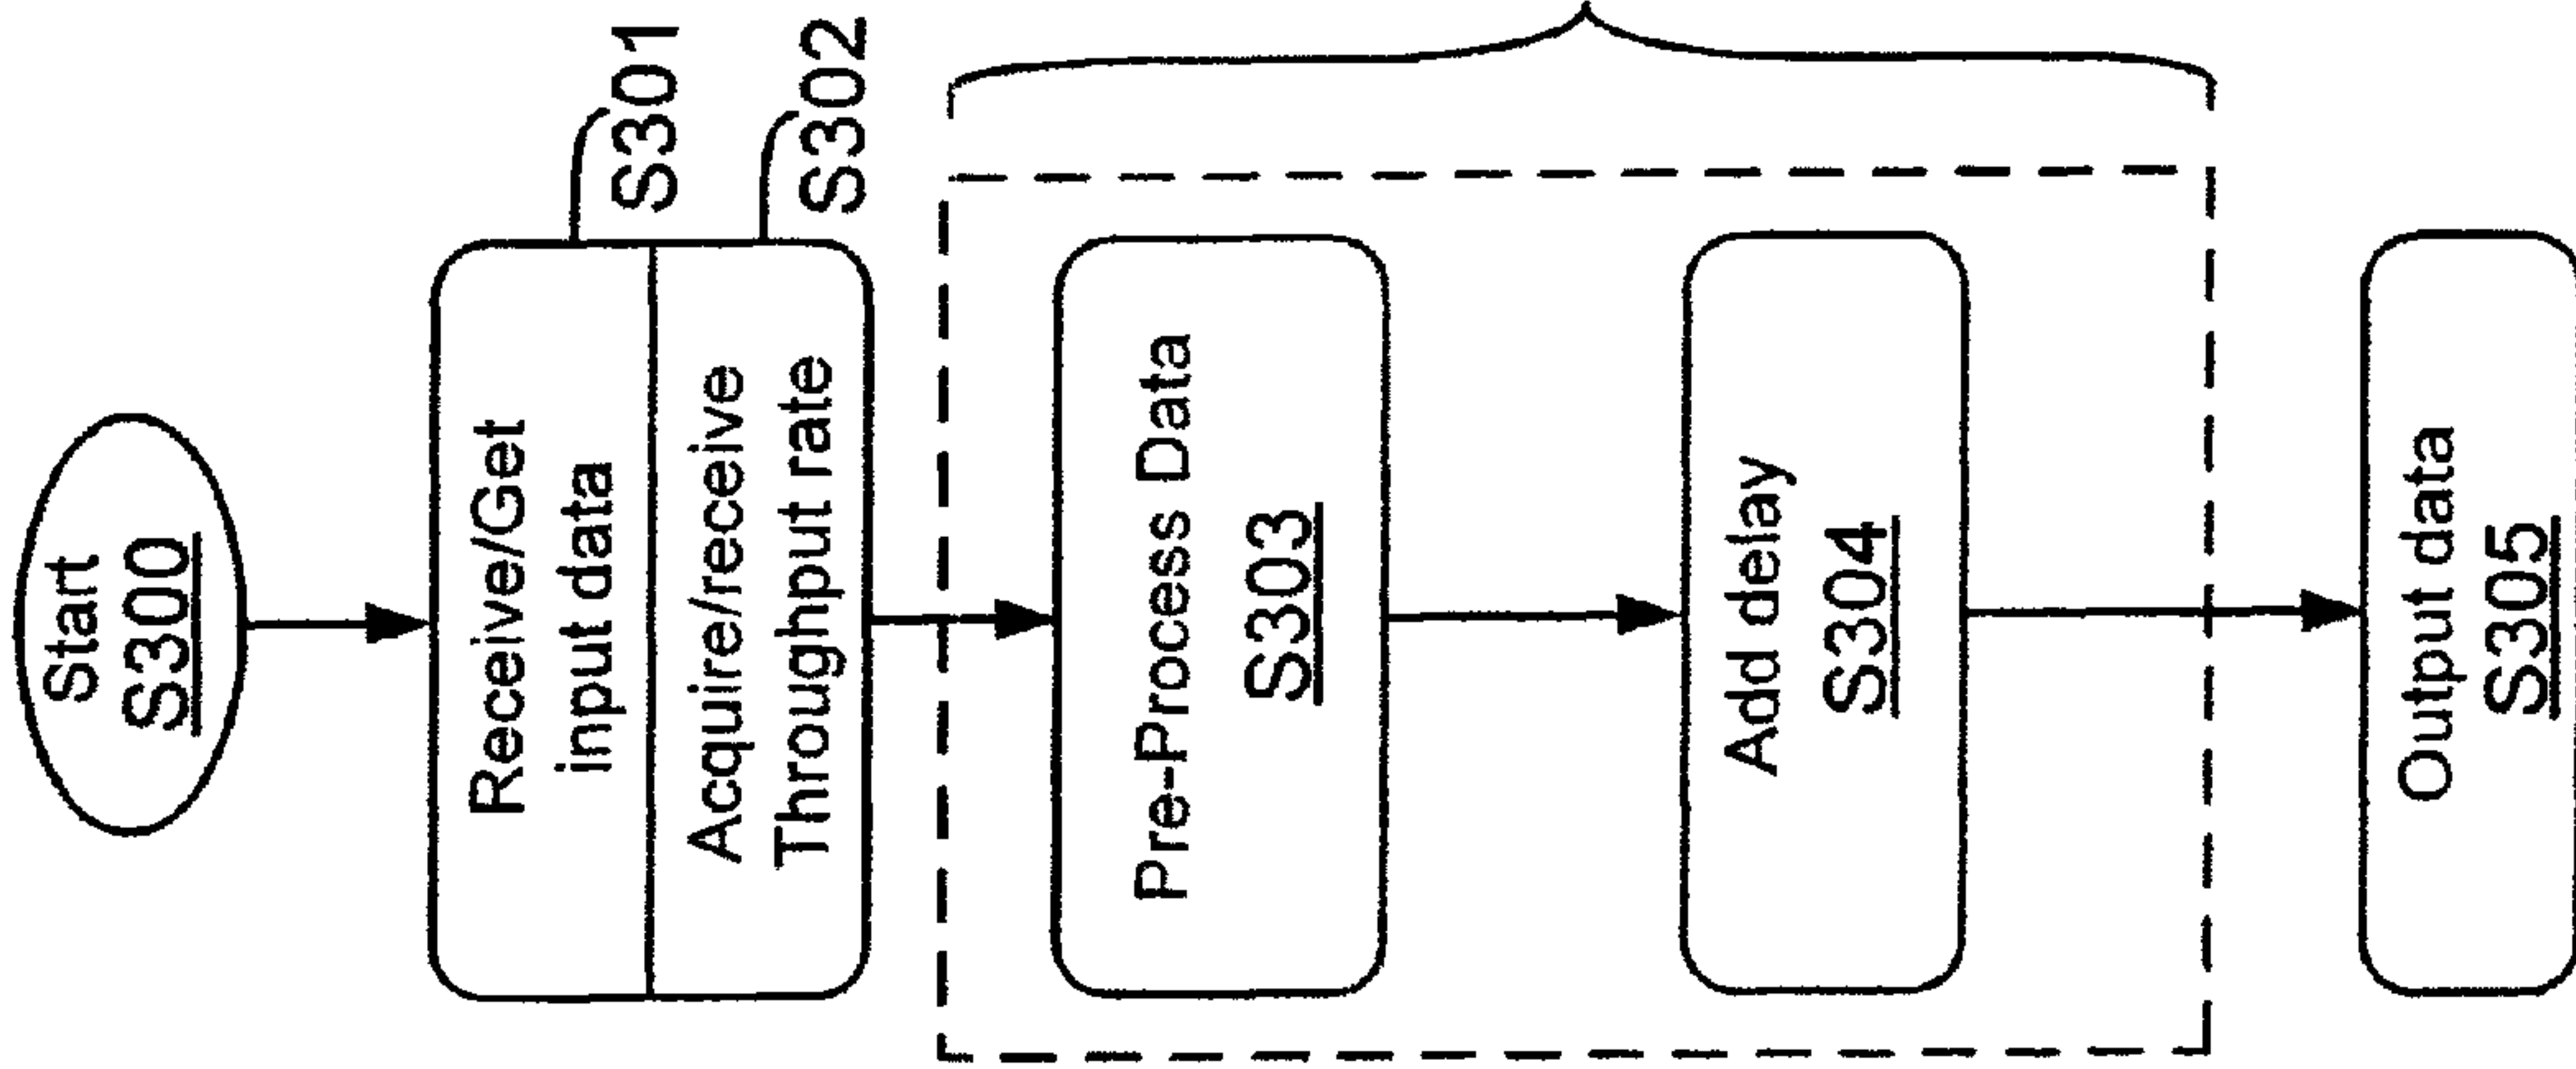 Start
S300
Receive/Get
input data
S301
Acquire/receive
Throughput rate
S302
Pre-Process Data
S303
Add delay
S304
Output data
S305